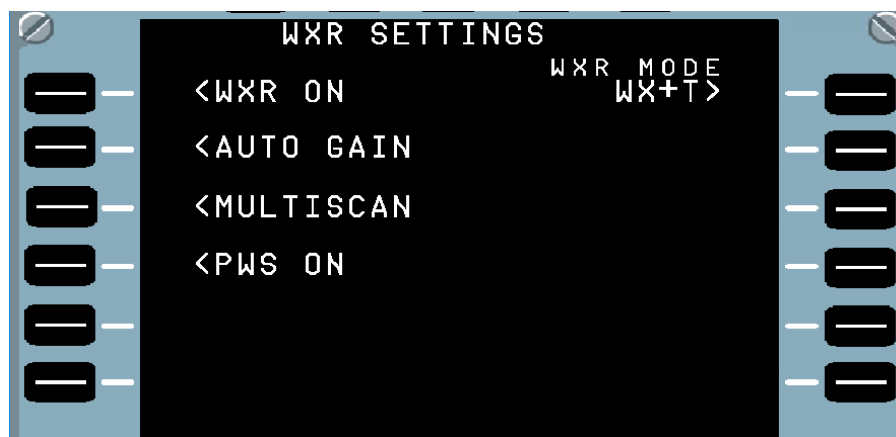 WXR SETTINGS
WXR MODE
<WXR ON WX+T>
<AUTO GAIN
<MULTISCAN
<PWS ON